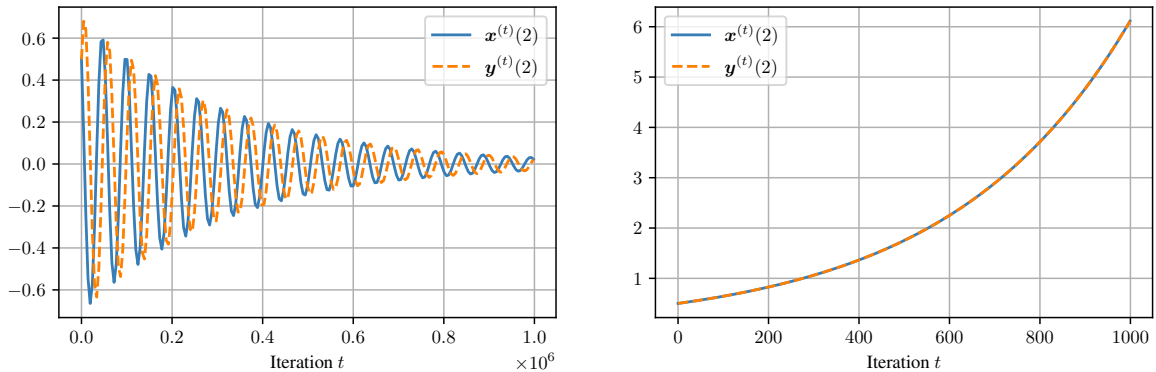 0.6
0.4
0.2
0.0
−0.2
−0.4
−0.6
x^(t)(2)
y^(t)(2)
0.0 0.2 0.4 0.6 0.8 1.0
×10^6
Iteration t
6
5
4
3
2
1
x^(t)(2)
y^(t)(2)
0 200 400 600 800 1000
Iteration t